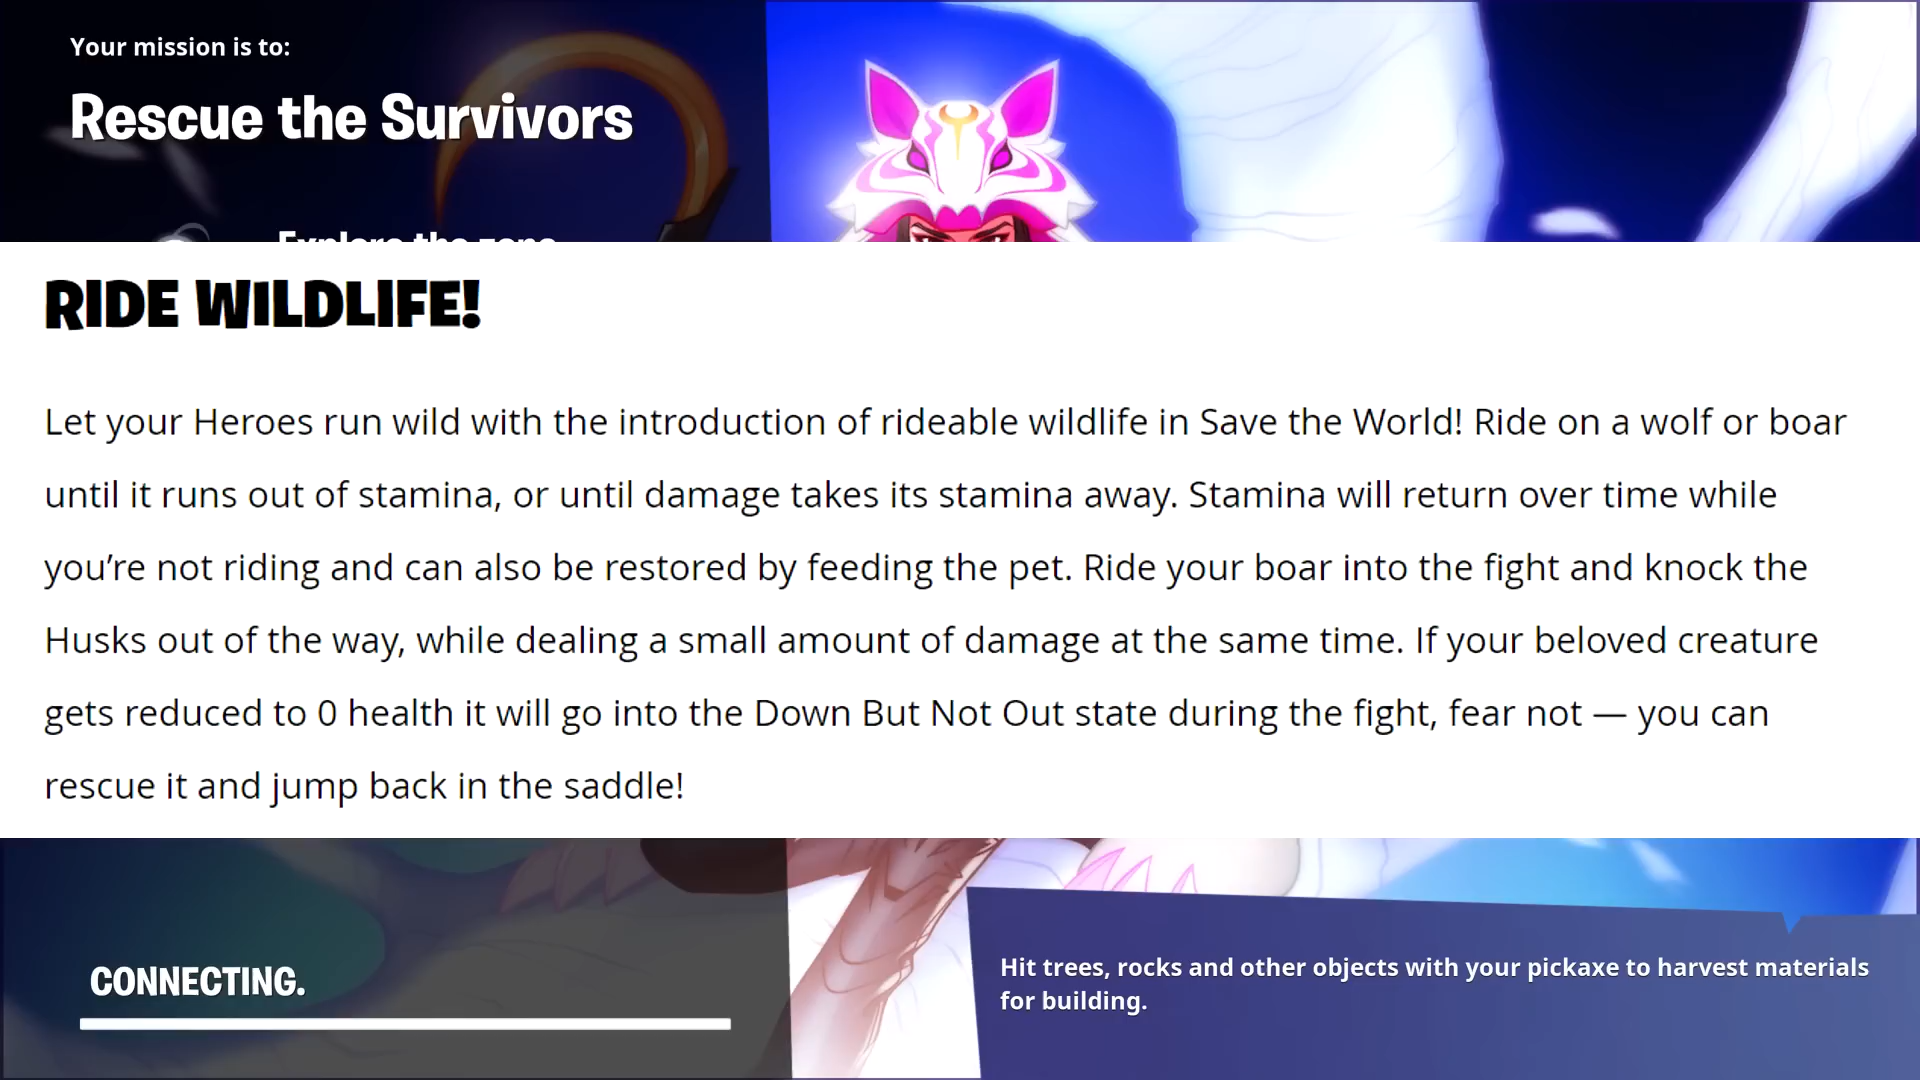 Your mission is to:
Rescue the Survivors
Explore the zone
RIDE WILDLIFE!
Let your Heroes run wild with the introduction of rideable wildlife in Save the World! Ride on a wolf or boar
until it runs out of stamina, or until damage takes its stamina away. Stamina will return over time while
you’re not riding and can also be restored by feeding the pet. Ride your boar into the fight and knock the
Husks out of the way, while dealing a small amount of damage at the same time. If your beloved creature
gets reduced to 0 health it will go into the Down But Not Out state during the fight, fear not — you can
rescue it and jump back in the saddle!
CONNECTING.
Hit trees, rocks and other objects with your pickaxe to harvest materials
for building.